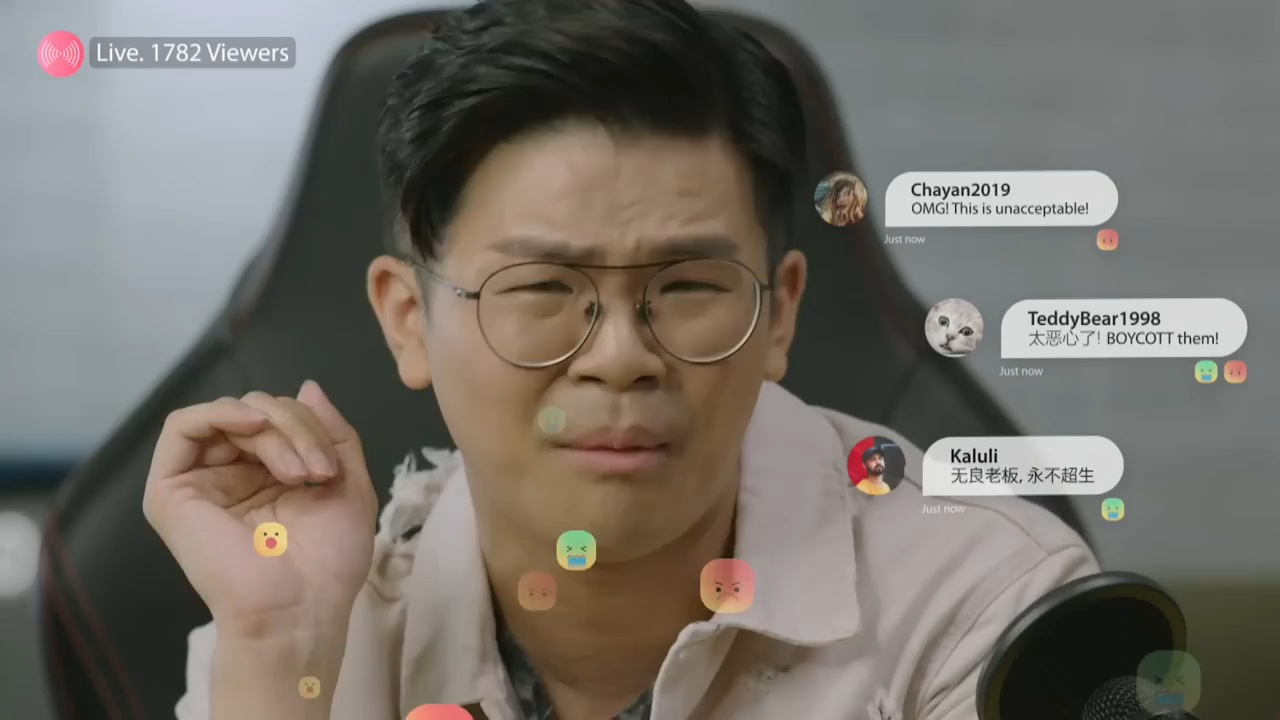 Live. 1782 Viewers
Chayan2019
OMG! This is unacceptable!
Just now
TeddyBear1998
太恶心了! BOYCOTT them!
Just now
Kaluli
无良老板, 永不超生
Just now